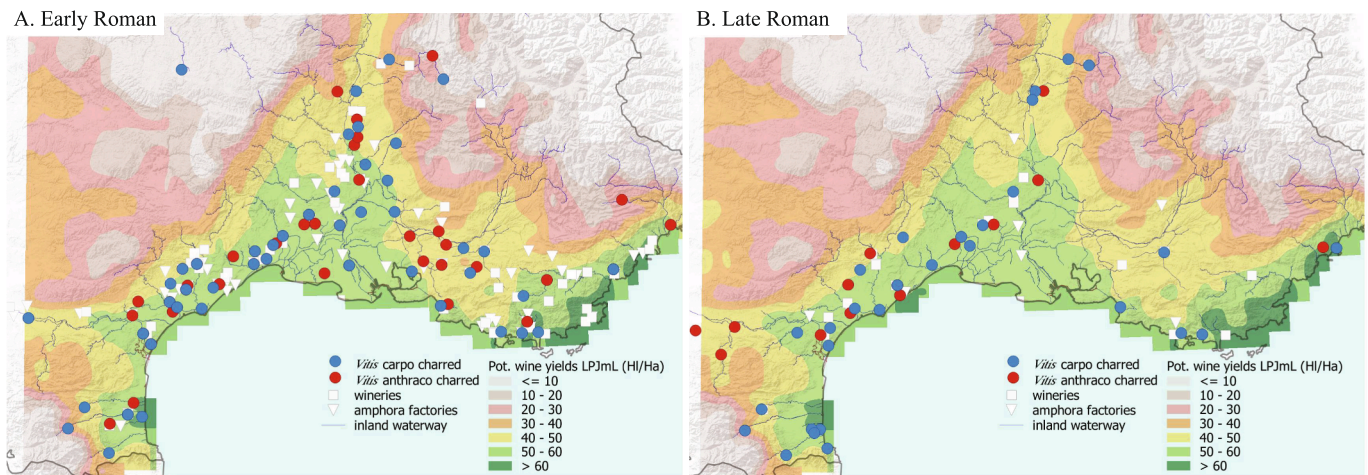 A. Early Roman
Vitis carpo charred
Vitis anthraco charred
wineries
amphora factories
inland waterway
Pot. wine yields LPJmL (Hl/Ha)
<= 10
10 - 20
20 - 30
30 - 40
40 - 50
50 - 60
> 60
B. Late Roman
Vitis carpo charred
Vitis anthraco charred
wineries
amphora factories
inland waterway
Pot. wine yields LPJmL (Hl/Ha)
<= 10
10 - 20
20 - 30
30 - 40
40 - 50
50 - 60
> 60